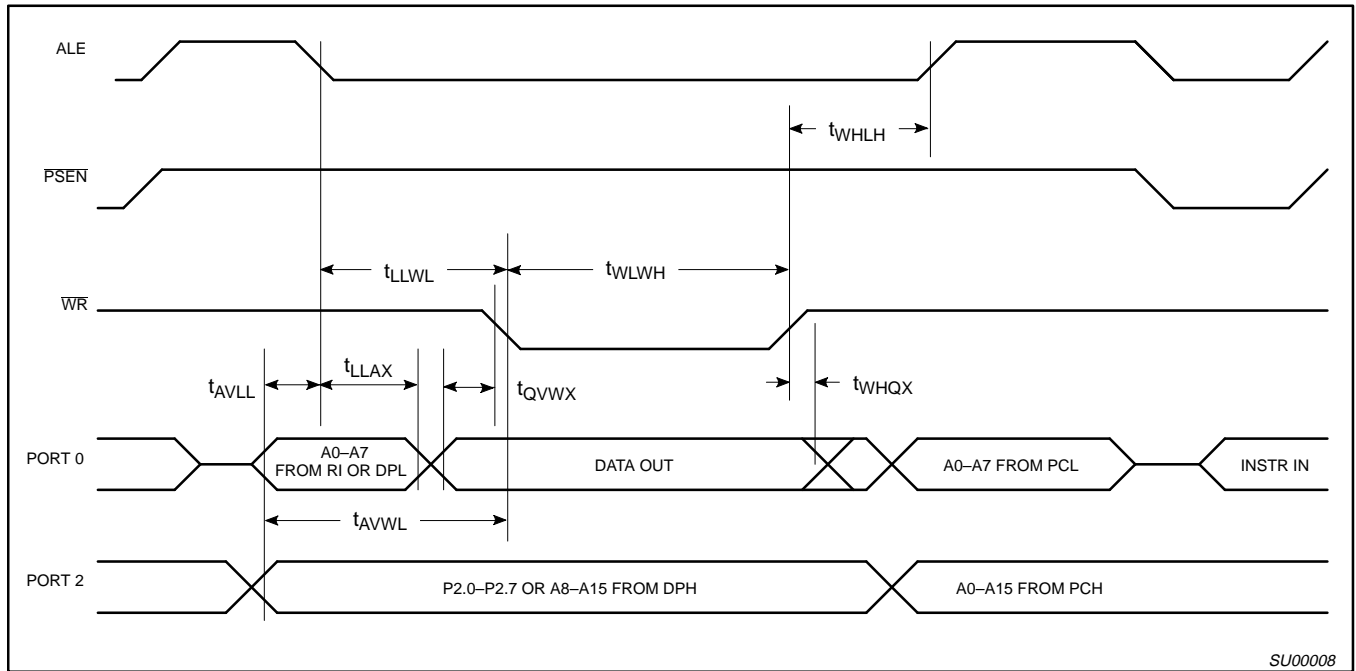 ALE
tWHLH
PSEN
tLLWL
tWLWH
WR
tAVLL
tLLAX
tQVWX
tWHQX
PORT 0
A0–A7
FROM RI OR DPL
DATA OUT
A0–A7 FROM PCL
INSTR IN
tAVWL
PORT 2
P2.0–P2.7 OR A8–A15 FROM DPH
A0–A15 FROM PCH
SU00008